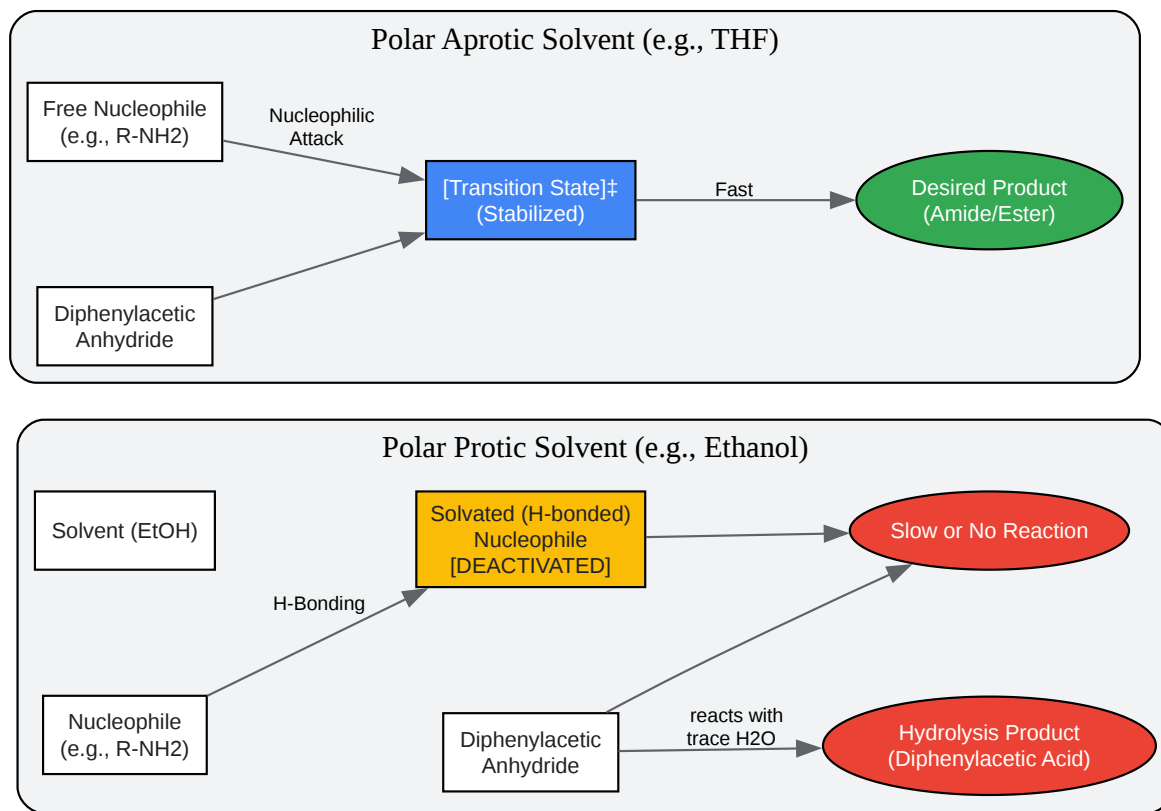 Polar Aprotic Solvent (e.g., THF)
Free Nucleophile
(e.g., R-NH2)
Nucleophilic
Attack
[Transition State]‡
(Stabilized)
Fast
Desired Product
(Amide/Ester)
Diphenylacetic
Anhydride
Polar Protic Solvent (e.g., Ethanol)
Solvent (EtOH)
Solvated (H-bonded)
Nucleophile
[DEACTIVATED]
Slow or No Reaction
H-Bonding
Nucleophile
(e.g., R-NH2)
Diphenylacetic
Anhydride
reacts with
trace H2O
Hydrolysis Product
(Diphenylacetic Acid)